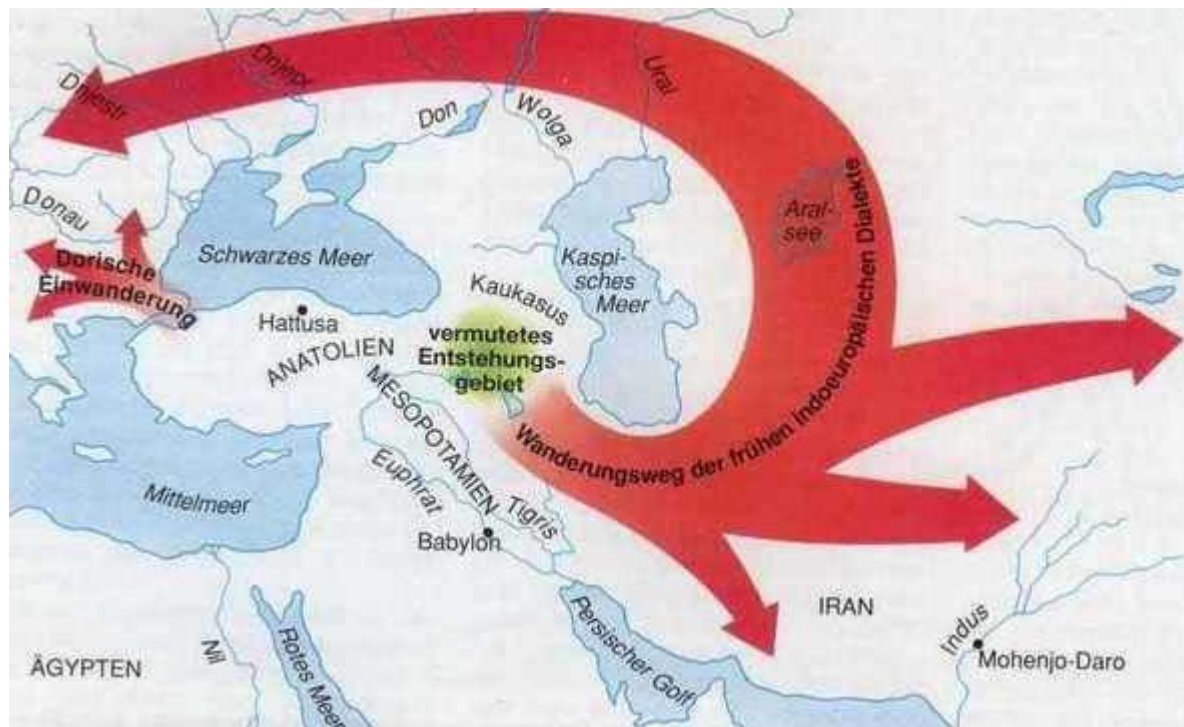 Dnjestr
Dnjepr
Don
Wolga
Ural
Donau
Dorische
Einwanderung
Schwarzes Meer
Hattusa
ANATOLIEN
Kaukasus
Kaspi-
sches
Meer
Aral-
see
vermutetes
Entstehungs-
gebiet
Wanderungsweg der frühen indoeuropäischen Dialekte
MESOPOTAMIEN
Euphrat
Tigris
Babylon
Mittelmeer
Persischer Golf
IRAN
Indus
Mohenjo-Daro
ÄGYPTEN
Nil
Rotes Meer